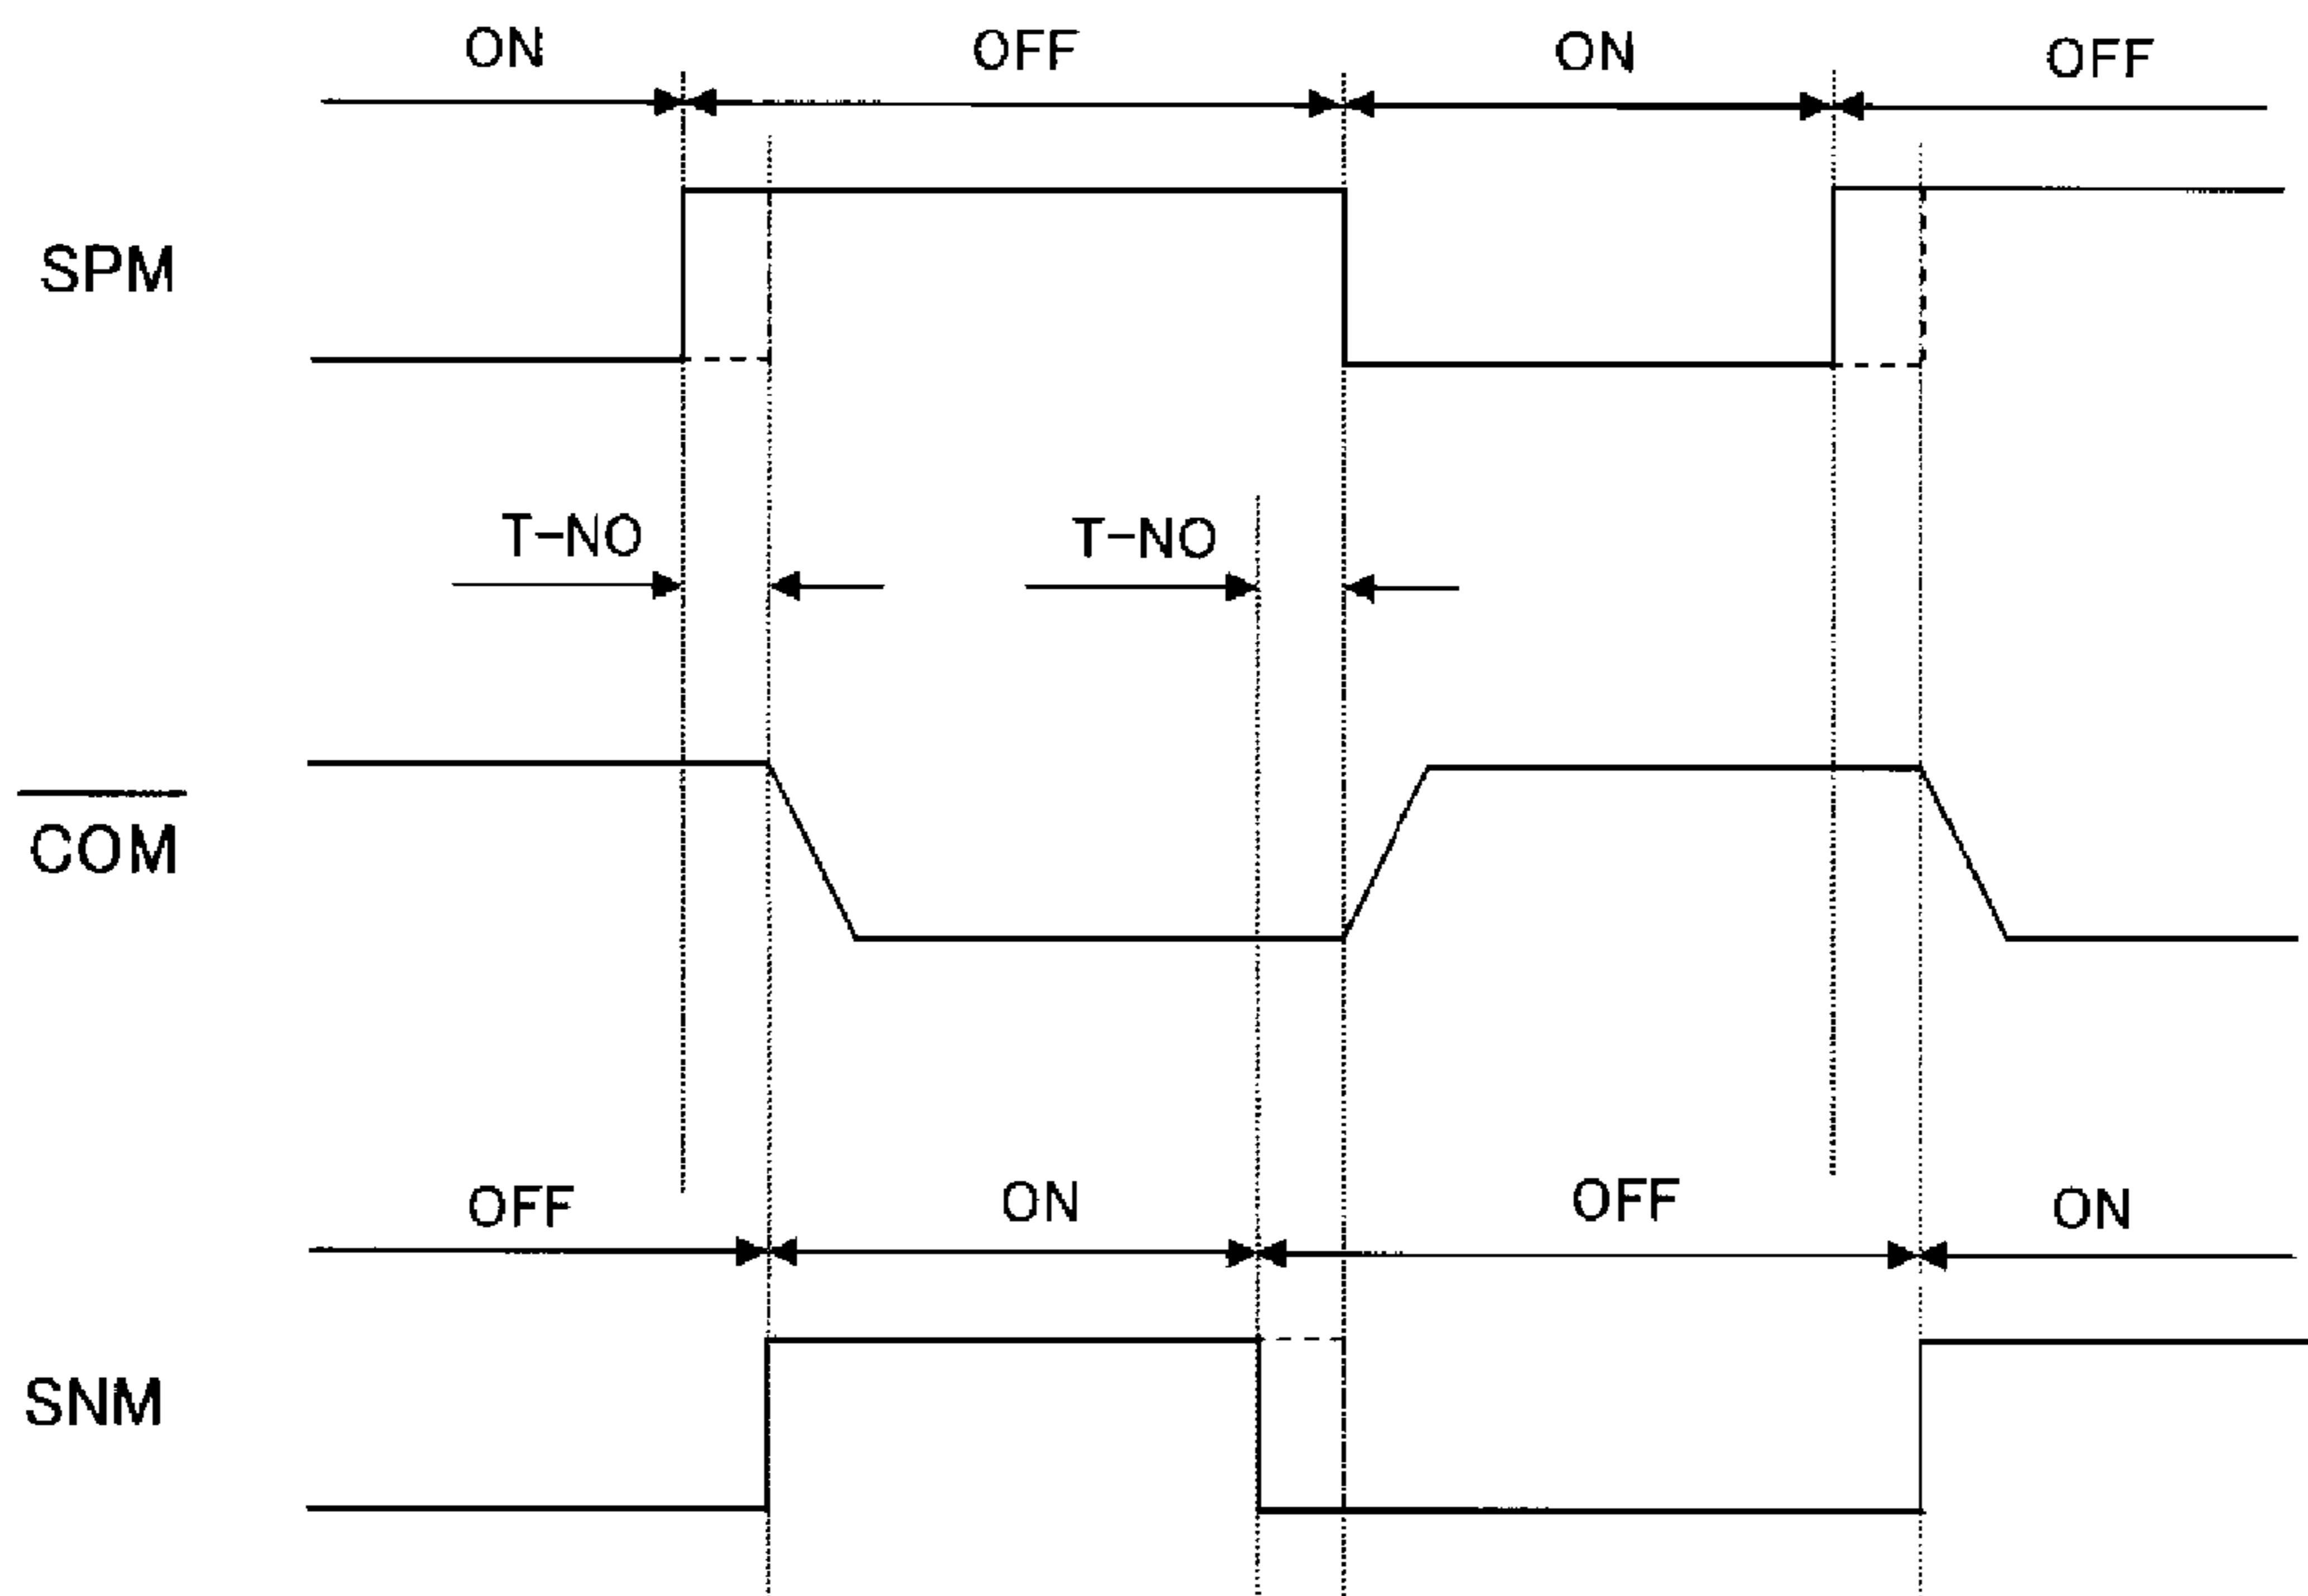 ON OFF ON OFF
SPM
T-NO T-NO
COM
OFF ON OFF ON
SNM